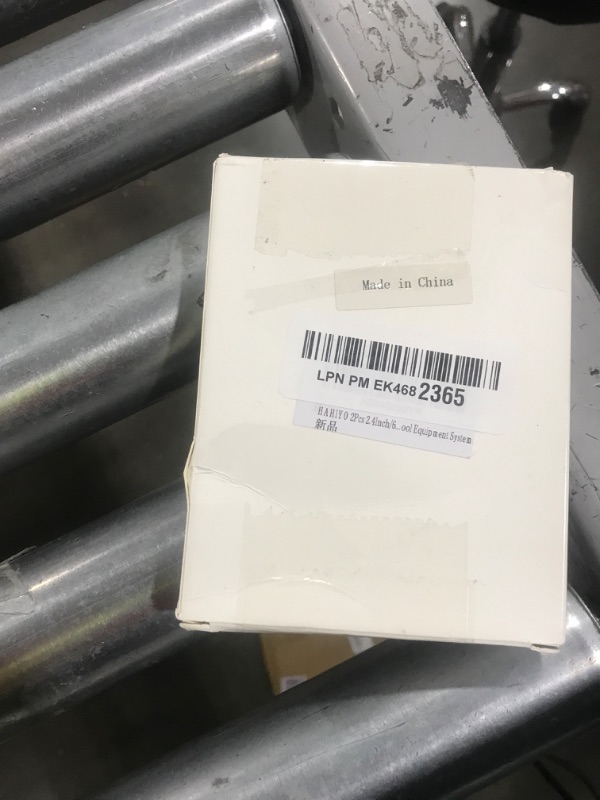 Made in China
LPN PM EK468 2365
HAHIYO 2Pcs 2.4Inch/6...ool Equipment System
新品